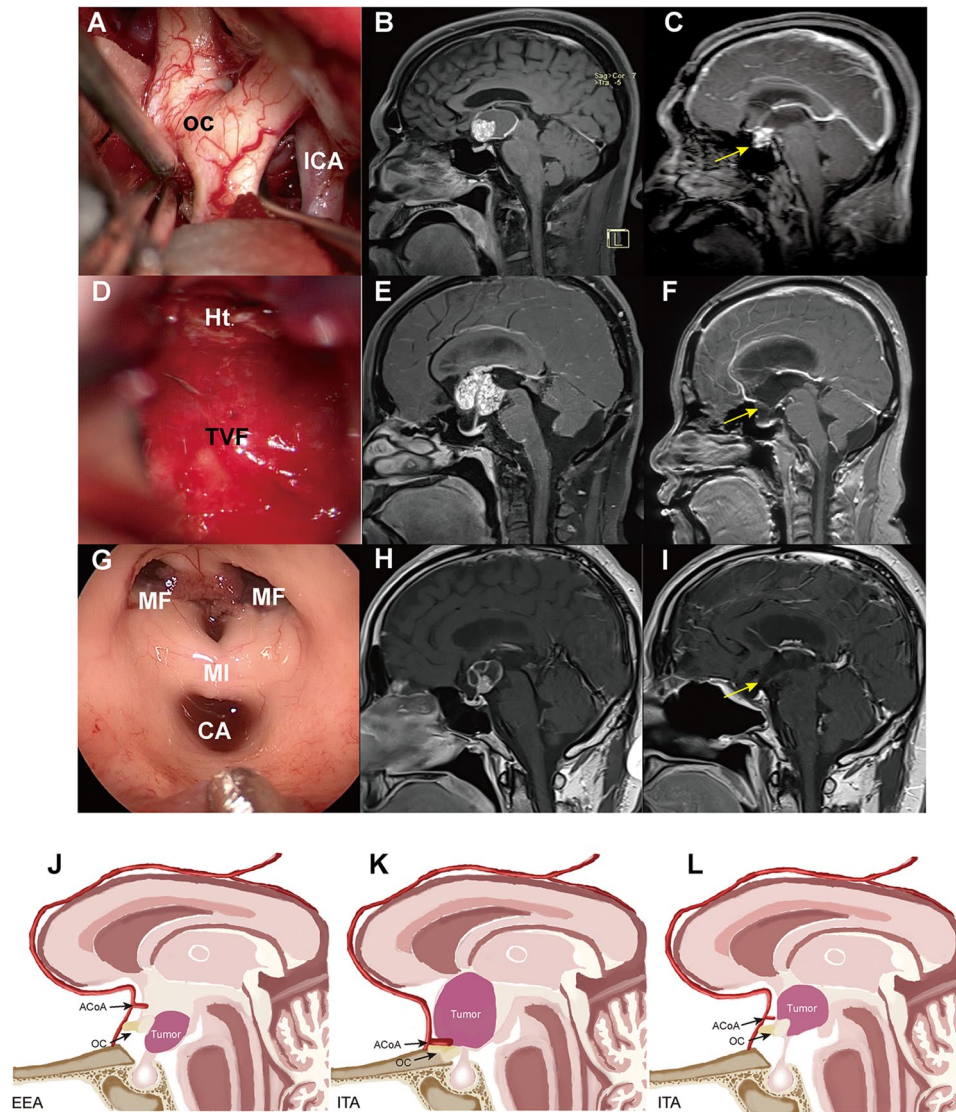 A
B
C
OC
ICA
Sag>Cor 7
>Tra -5
L
D
E
F
Ht.
TVF
G
H
I
MF
MF
MI
CA
J
K
L
ACoA
OC
Tumor
EEA
ACoA
OC
Tumor
ITA
ACoA
OC
Tumor
ITA